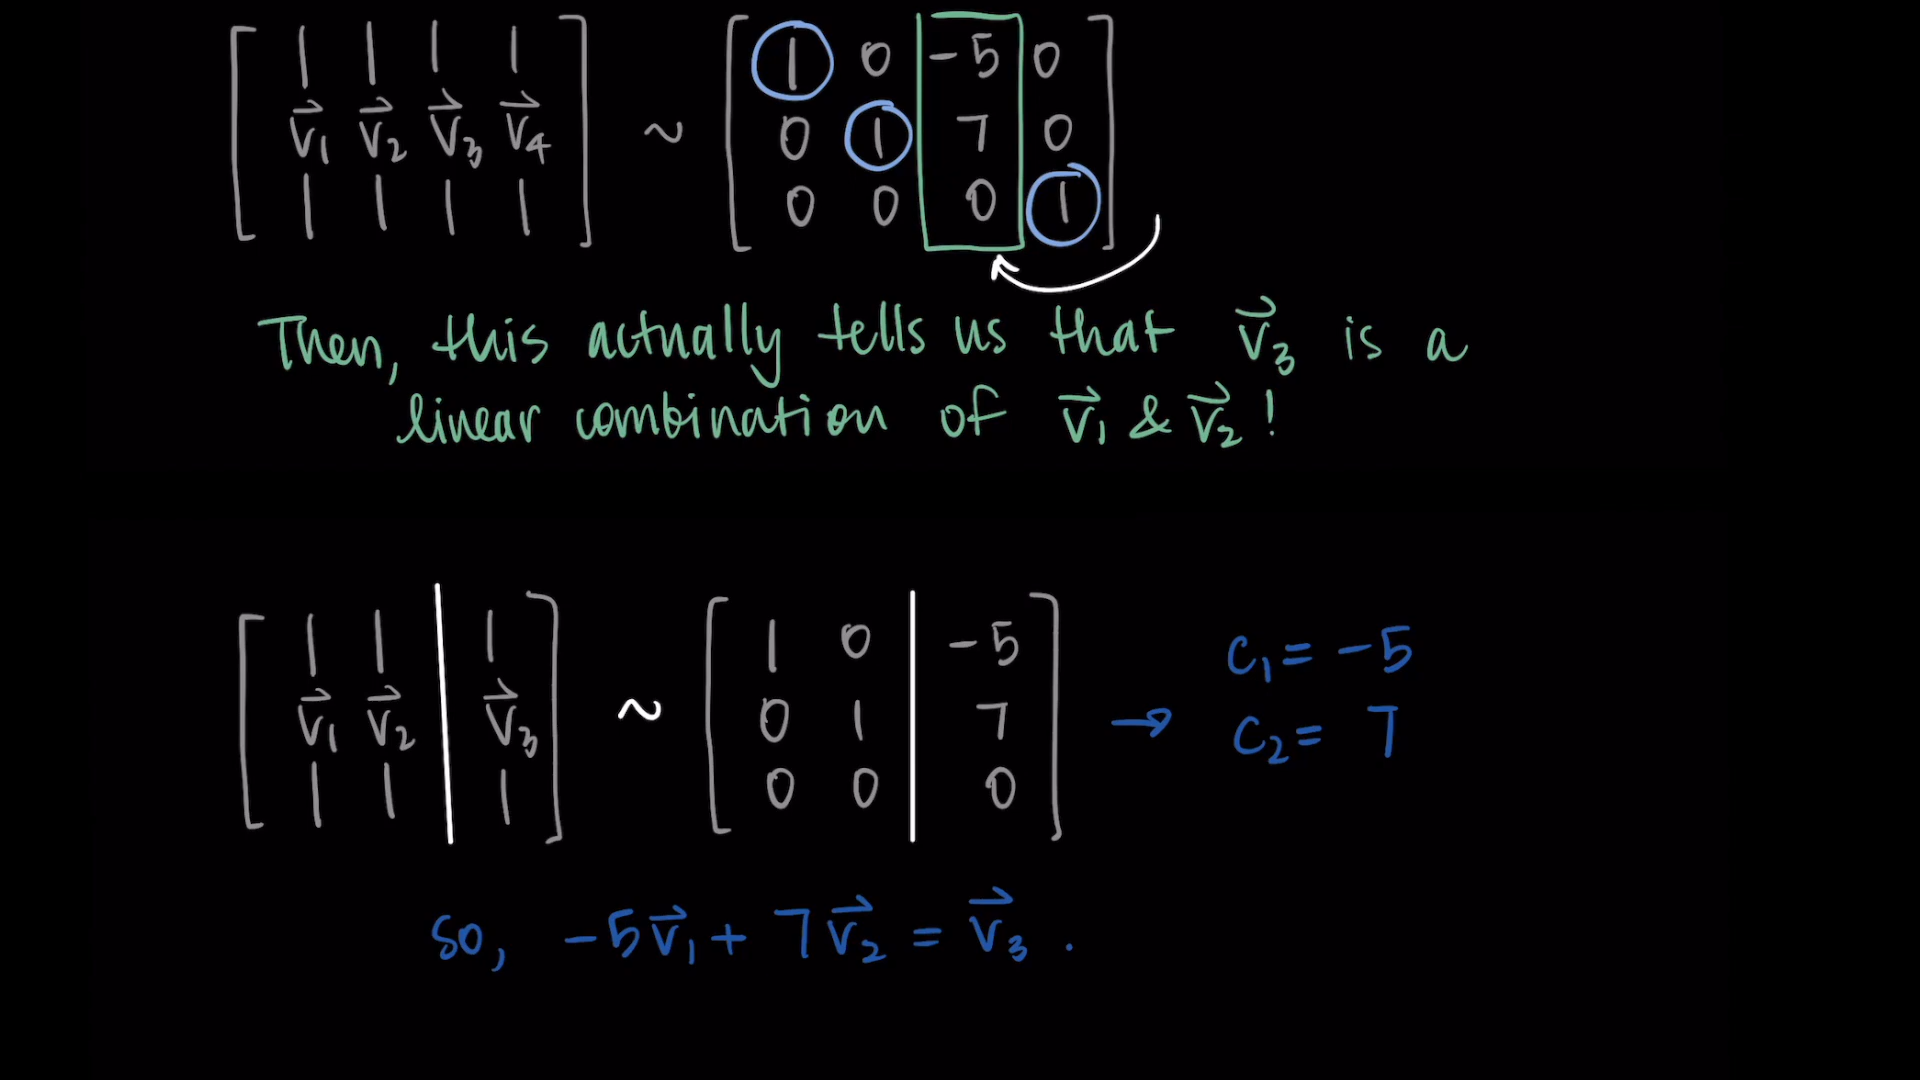 [ v⃗₁ v⃗₂ v⃗₃ v⃗₄ ] ~ [ 1 0 -5 0
0 1 7 0
0 0 0 1 ]
Then, this actually tells us that v⃗₃ is a
linear combination of v⃗₁ & v⃗₂!
[ v⃗₁ v⃗₂ | v⃗₃ ] ~ [ 1 0 | -5
0 1 | 7
0 0 | 0 ] → c₁ = -5
c₂ = 7
so, -5v⃗₁ + 7v⃗₂ = v⃗₃.